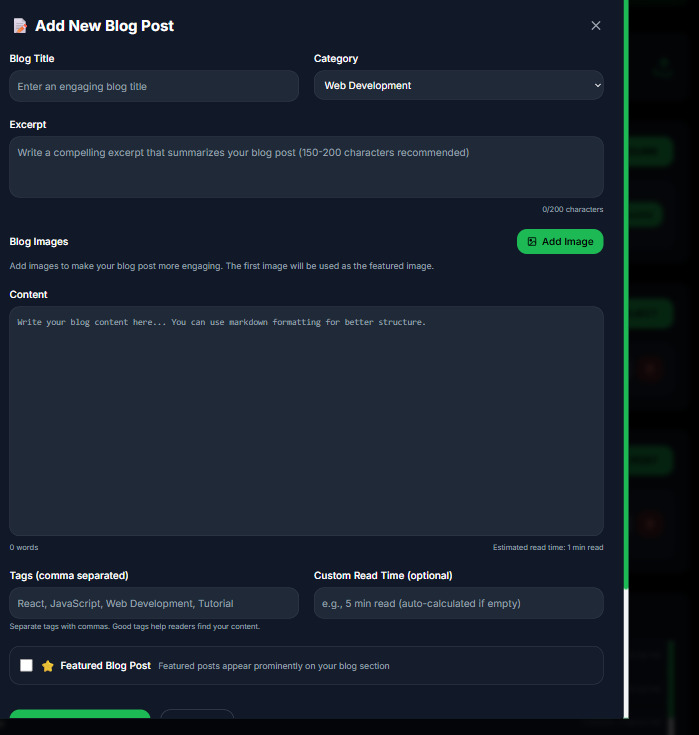 Add New Blog Post
Blog Title
Category
Enter an engaging blog title
Web Development
Excerpt
Write a compelling excerpt that summarizes your blog post (150-200 characters recommended)
0/200 characters
Blog Images
Add Image
Add images to make your blog post more engaging. The first image will be used as the featured image.
Content
Write your blog content here... You can use markdown formatting for better structure.
0 words
Estimated read time: 1 min read
Tags (comma separated)
Custom Read Time (optional)
React, JavaScript, Web Development, Tutorial
e.g., 5 min read (auto-calculated if empty)
Separate tags with commas. Good tags help readers find your content.
Featured Blog Post
Featured posts appear prominently on your blog section